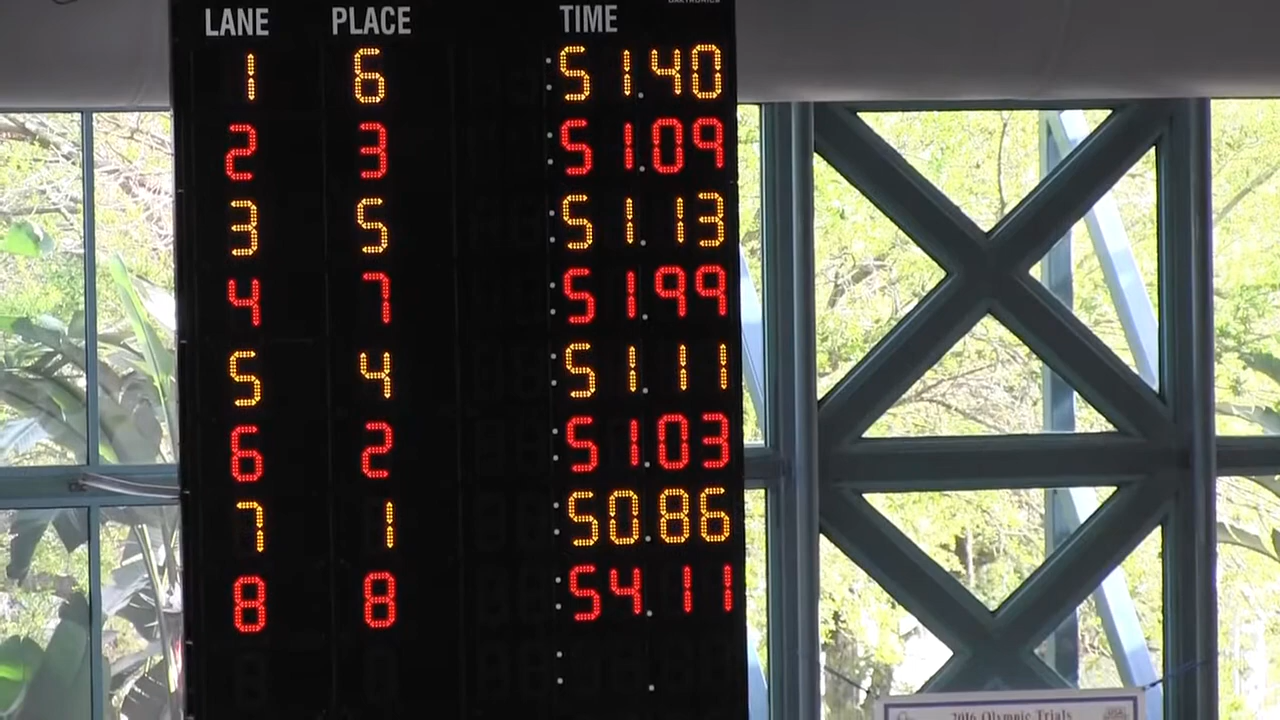 LANE PLACE TIME
1 6 :51.40
2 3 :51.09
3 5 :51.13
4 7 :51.99
5 4 :51.11
6 2 :51.03
7 1 :50.86
8 8 :54.11
2016 Olympic Trials